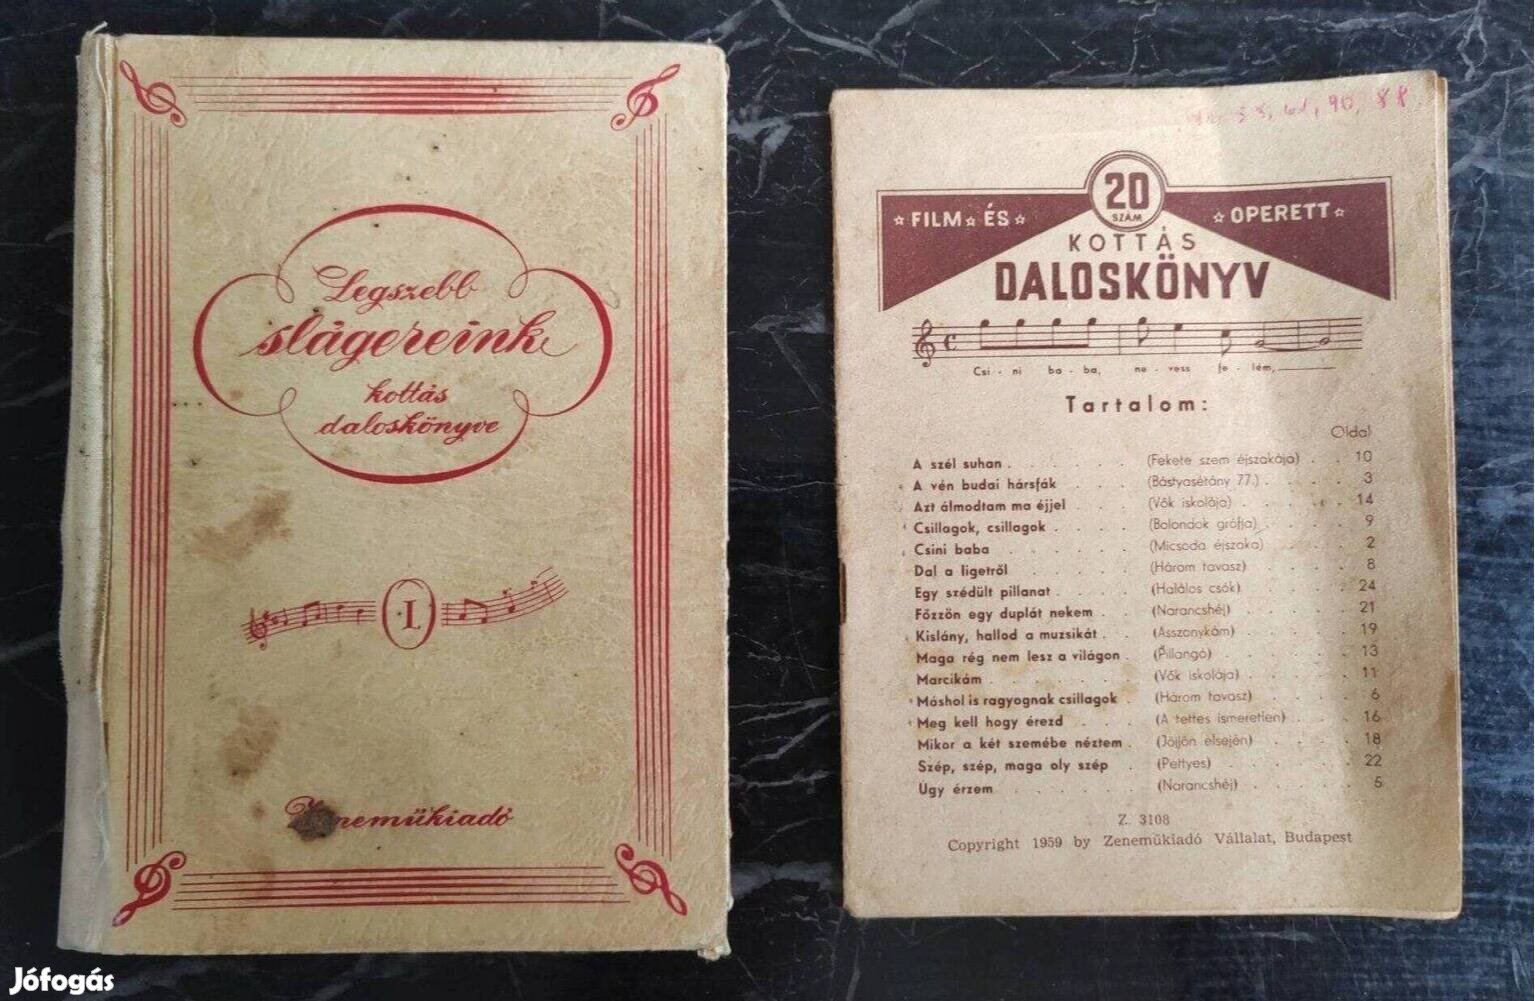 Legszebb
slágereink
kottás
daloskönyve
I.
Zeneműkiadó
58, 61, 90, 88
20
SZÁM
FILM ÉS
OPERETT
KOTTÁS
DALOSKÖNYV
Csi - ni ba - ba, ne - vess fe - lém,
Tartalom:
Oldal
A szél suhan . . . . . . (Fekete szem éjszakája) . . 10
A vén budai hársfák . . . . (Bástyasétány 77.) . . . . . 3
Azt álmodtam ma éjjel . . . (Vők iskolája) . . . . . 14
Csillagok, csillagok . . . . (Bolondok grófja) . . . . 9
Csini baba . . . . . . (Micsoda éjszaka) . . . . 2
Dal a ligetről . . . . . (Három tavasz) . . . . . 8
Egy szédült pillanat . . . . (Halálos csók) . . . . . 24
Főzzön egy duplát nekem . . (Narancshéj) . . . . . 21
Kislány, hallod a muzsikát . . (Asszonykám) . . . . . 19
Maga rég nem lesz a világon . (Pillangó) . . . . . . 13
Marcikám . . . . . . . (Vők iskolája) . . . . . 11
Máshol is ragyognak csillagok . (Három tavasz) . . . . 6
Meg kell hogy érezd . . . (A tettes ismeretlen) . . . 16
Mikor a két szemébe néztem . (Jöjjön elsején) . . . . 18
Szép, szép, maga oly szép . (Pettyes) . . . . . . 22
Úgy érzem . . . . . . (Narancshéj) . . . . . 5
Z. 3108
Copyright 1959 by Zeneműkiadó Vállalat, Budapest
Jófogás